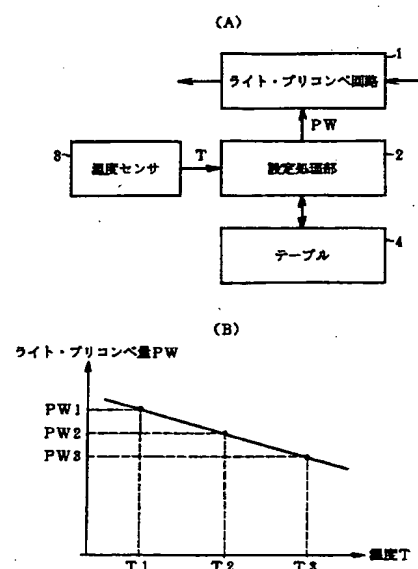 (A)
1
ライト・プリコンペ回路
PW
3
温度センサ
T
設定処理部
2
テーブル
4
(B)
ライト・プリコンペ量PW
PW1
PW2
PW3
T1
T2
T3
温度T